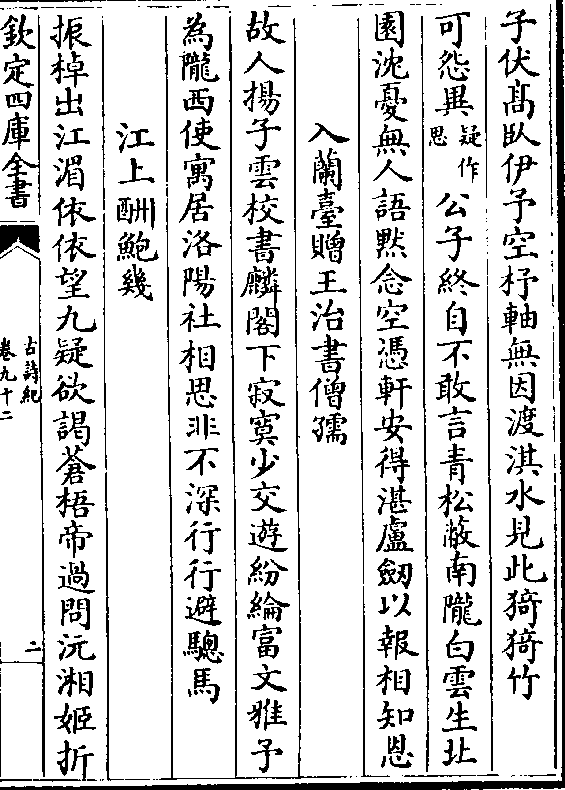 子伏髙臥伊予空杼軸無因渡淇水見此猗猗竹
可怨異疑作思公子終自不敢言青松蔽南隴白雲生北
園沈憂無人語黙念空憑軒安得湛盧劒以報相知恩
入蘭臺贈王治書僧孺
故人揚子雲校書麟閣下寂寞少交遊紛綸富文雅予
為隴西使寓居洛陽社相思非不深行行避驄馬
江上酬鮑幾
振棹出江湄依依望九疑欲謁蒼梧帝過問沅湘姬折
欽定四庫全書
古詩紀
卷九十二
二